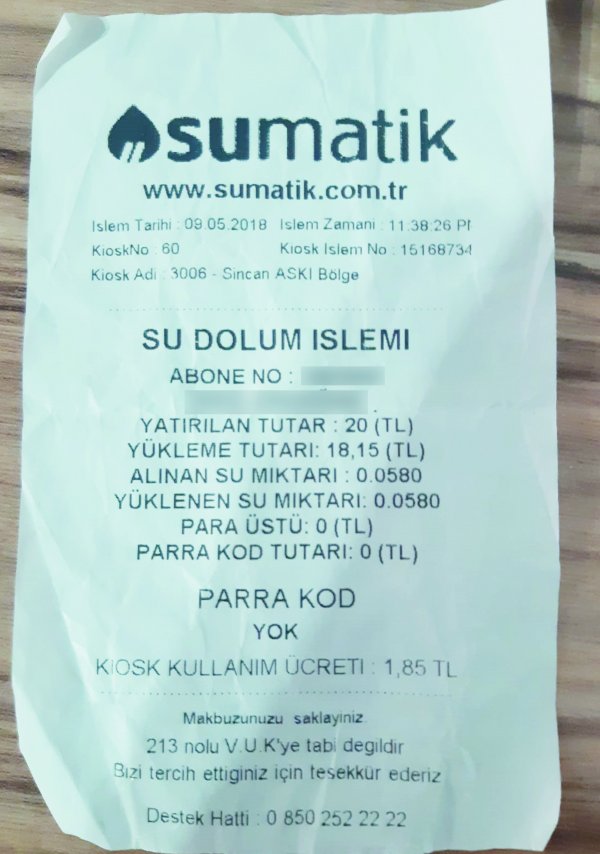 sumatik
www.sumatik.com.tr
Islem Tarihi : 09.05.2018 Islem Zamani : 11:38:26
KioskNo : 60 Kiosk Islem No : 15168734
Kiosk Adi : 3006 - Sincan ASKI Bölge
SU DOLUM ISLEMI
ABONE NO :
YATIRILAN TUTAR : 20 (TL)
YÜKLEME TUTARI: 18,15 (TL)
ALINAN SU MIKTARI : 0.0580
YÜKLENEN SU MIKTARI: 0.0580
PARA ÜSTÜ: 0 (TL)
PARRA KOD TUTARI: 0 (TL)
PARRA KOD
YOK
KIOSK KULLANIM ÜCRETI : 1,85 TL
Makbuzunuzu saklayiniz.
213 nolu V.U.K'ye tabi degildir
Bizi tercih ettiginiz için tesekkür ederiz
Destek Hatti : 0 850 252 22 22